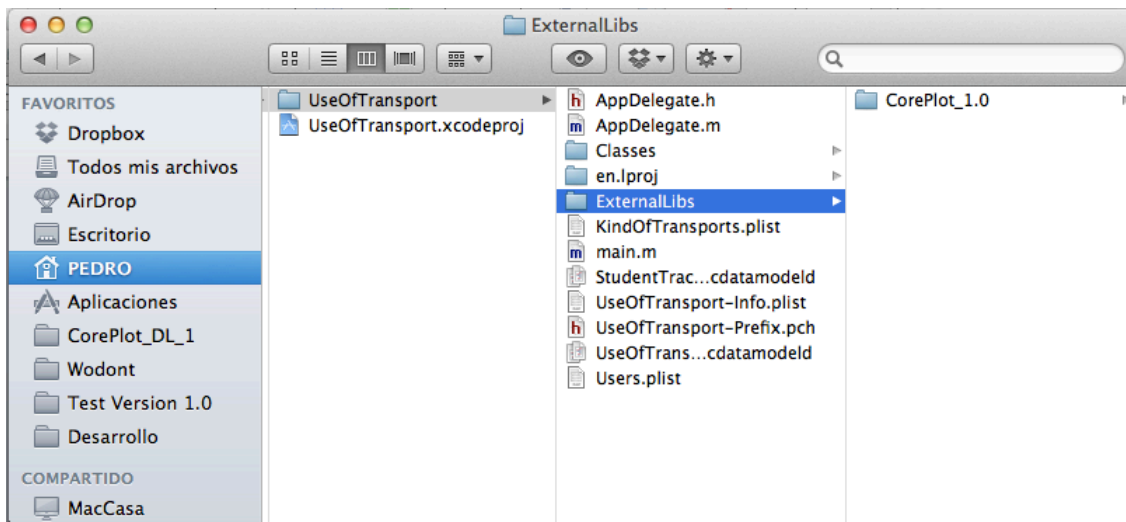 ExternalLibs
FAVORITOS
Dropbox
Todos mis archivos
AirDrop
Escritorio
PEDRO
Aplicaciones
CorePlot_DL_1
Wodont
Test Version 1.0
Desarrollo
COMPARTIDO
MacCasa
UseOfTransport
UseOfTransport.xcodeproj
h AppDelegate.h
m AppDelegate.m
Classes
en.lproj
ExternalLibs
KindOfTransports.plist
m main.m
StudentTrac...cdatamodeld
UseOfTransport-Info.plist
h UseOfTransport-Prefix.pch
UseOfTrans...cdatamodeld
Users.plist
CorePlot_1.0